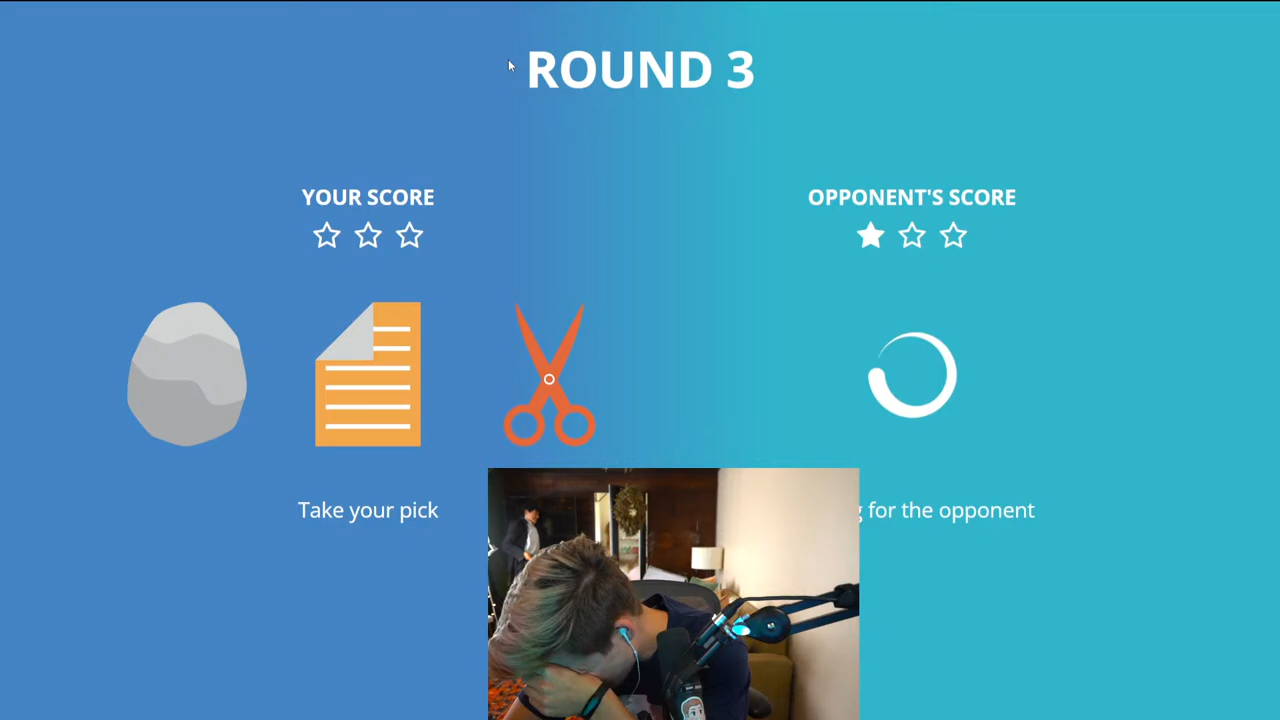 ROUND 3
YOUR SCORE
OPPONENT'S SCORE
Take your pick
for the opponent